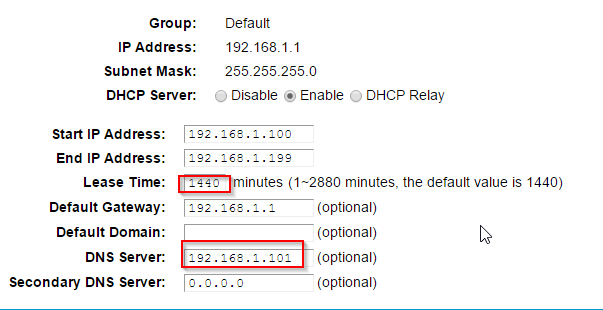 Group: Default
IP Address: 192.168.1.1
Subnet Mask: 255.255.255.0
DHCP Server: Disable Enable DHCP Relay
Start IP Address: 192.168.1.100
End IP Address: 192.168.1.199
Lease Time: 1440 minutes (1~2880 minutes, the default value is 1440)
Default Gateway: 192.168.1.1 (optional)
Default Domain: (optional)
DNS Server: 192.168.1.101 (optional)
Secondary DNS Server: 0.0.0.0 (optional)